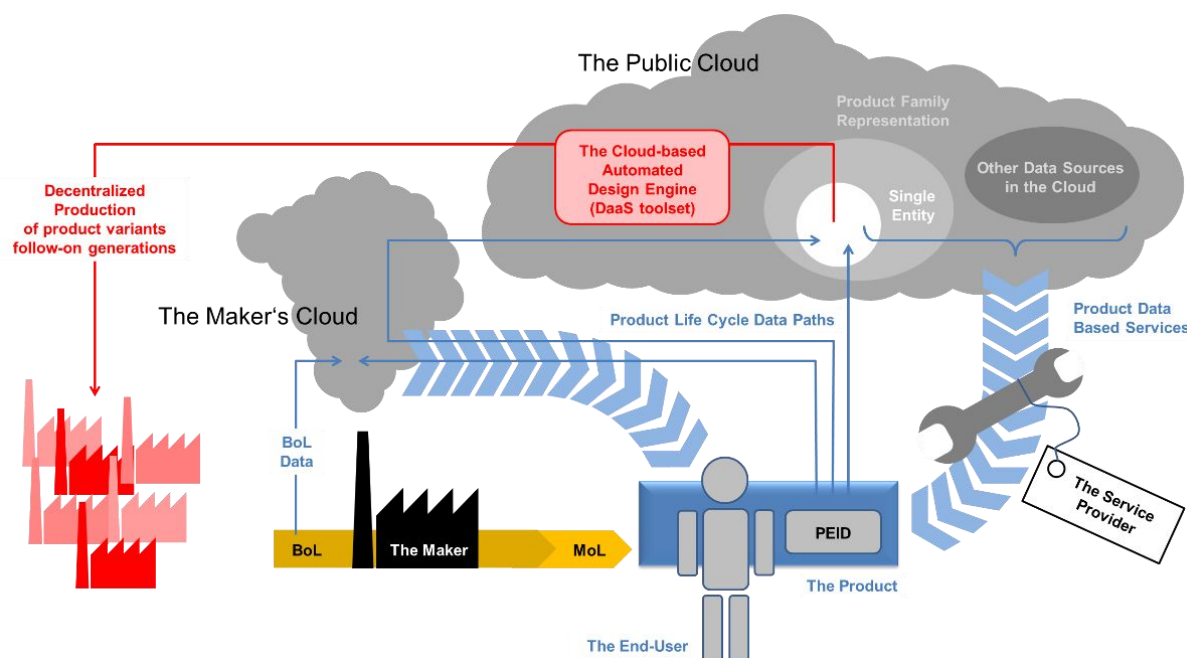 The Public Cloud
Product Family
Representation
The Cloud-based
Automated
Design Engine
(DaaS toolset)
Other Data Sources
in the Cloud
Single
Entity
Decentralized
Production
of product variants
follow-on generations
The Maker‘s Cloud
Product Life Cycle Data Paths
Product Data
Based Services
BoL
Data
The Service
Provider
BoL
The Maker
MoL
PEID
The Product
The End-User